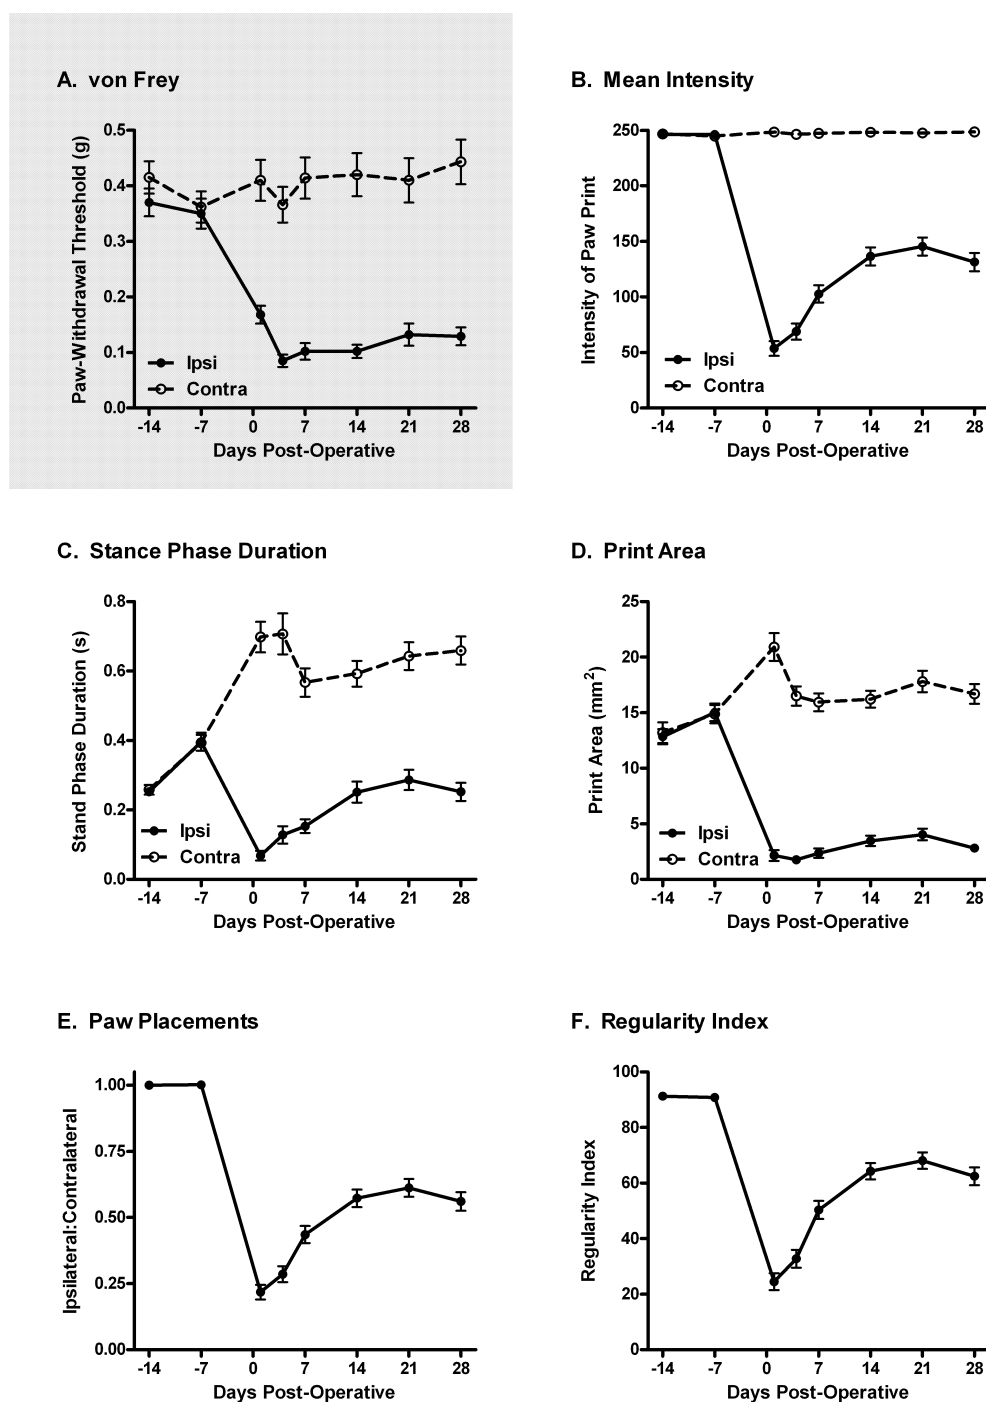 A. von Frey
Paw-Withdrawal Threshold (g)
0.5
0.4
0.3
0.2
0.1
0.0
Ipsi
Contra
-14 -7 0 7 14 21 28
Days Post-Operative
B. Mean Intensity
Intensity of Paw Print
250
200
150
100
50
0
Ipsi
Contra
-14 -7 0 7 14 21 28
Days Post-Operative
C. Stance Phase Duration
Stand Phase Duration (s)
0.8
0.6
0.4
0.2
0.0
Ipsi
Contra
-14 -7 0 7 14 21 28
Days Post-Operative
D. Print Area
Print Area (mm²)
25
20
15
10
5
0
Ipsi
Contra
-14 -7 0 7 14 21 28
Days Post-Operative
E. Paw Placements
Ipsilateral:Contralateral
1.00
0.75
0.50
0.25
0.00
-14 -7 0 7 14 21 28
Days Post-Operative
F. Regularity Index
Regularity Index
100
80
60
40
20
0
-14 -7 0 7 14 21 28
Days Post-Operative